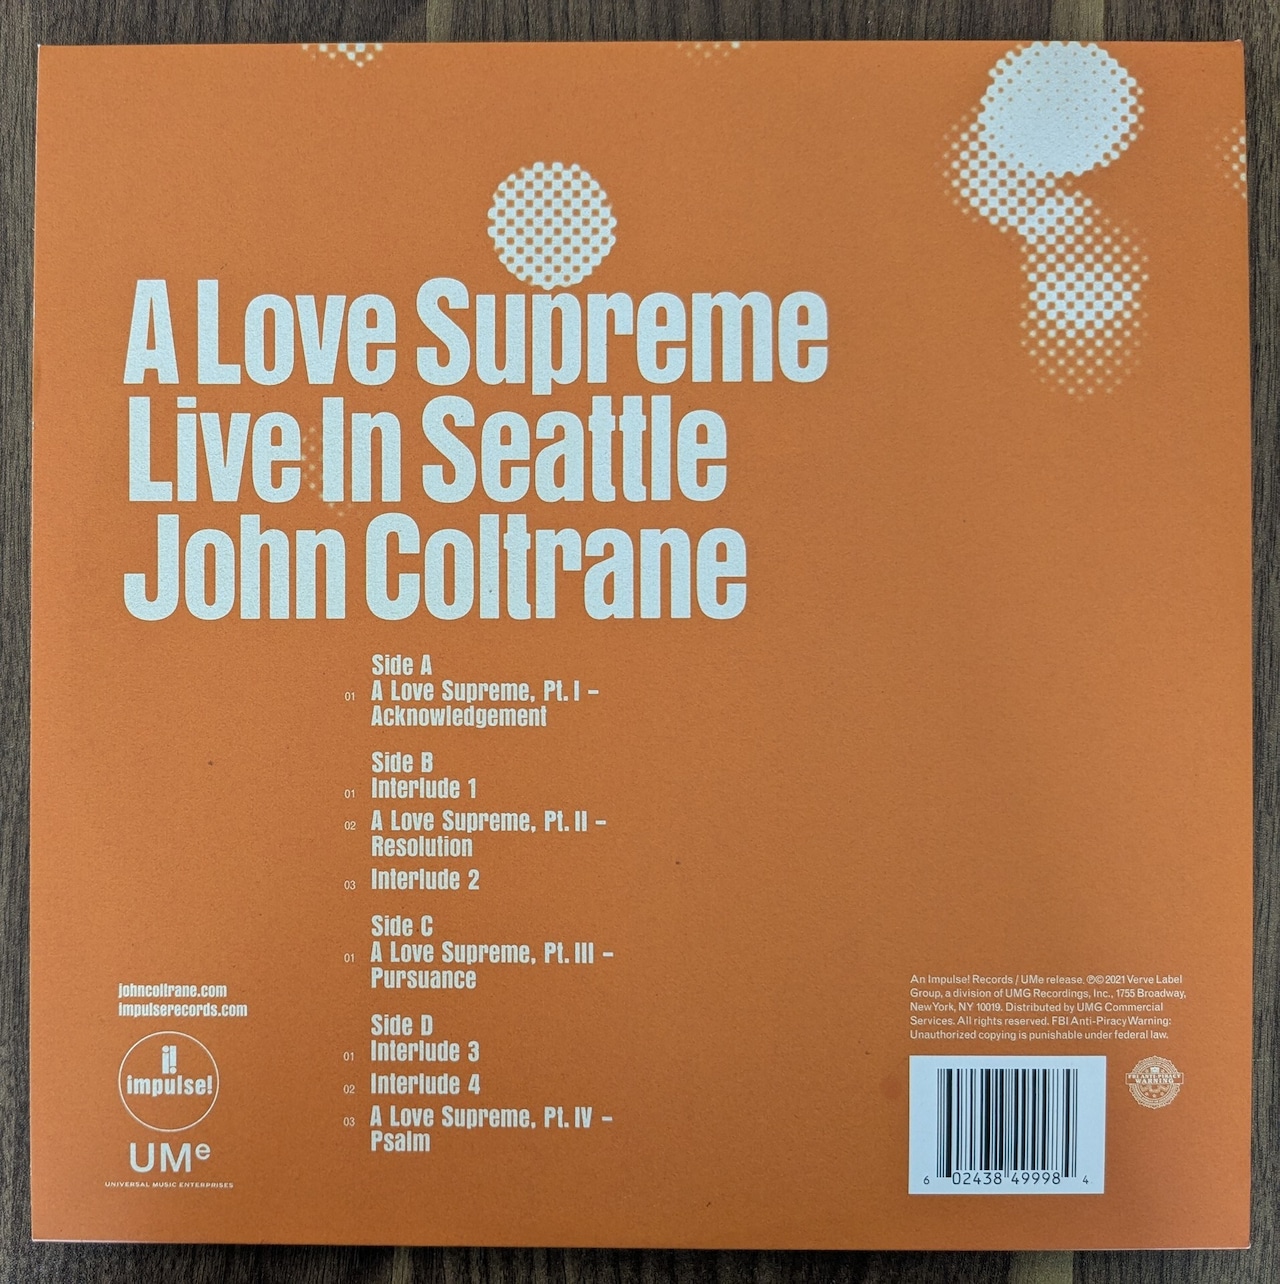 A Love Supreme
Live In Seattle
John Coltrane
Side A
01 A Love Supreme, Pt. I –
Acknowledgement
Side B
01 Interlude 1
02 A Love Supreme, Pt. II –
Resolution
03 Interlude 2
Side C
01 A Love Supreme, Pt. III –
Pursuance
Side D
01 Interlude 3
02 Interlude 4
03 A Love Supreme, Pt. IV –
Psalm
johncoltrane.com
impulserecords.com
i!
impulse!
UMe
UNIVERSAL MUSIC ENTERPRISES
An Impulse! Records / UMe release. ℗© 2021 Verve Label
Group, a division of UMG Recordings, Inc., 1755 Broadway,
New York, NY 10019. Distributed by UMG Commercial
Services. All rights reserved. FBI Anti-Piracy Warning:
Unauthorized copying is punishable under federal law.
FBI ANTI-PIRACY
WARNING
6 02438 49998 4